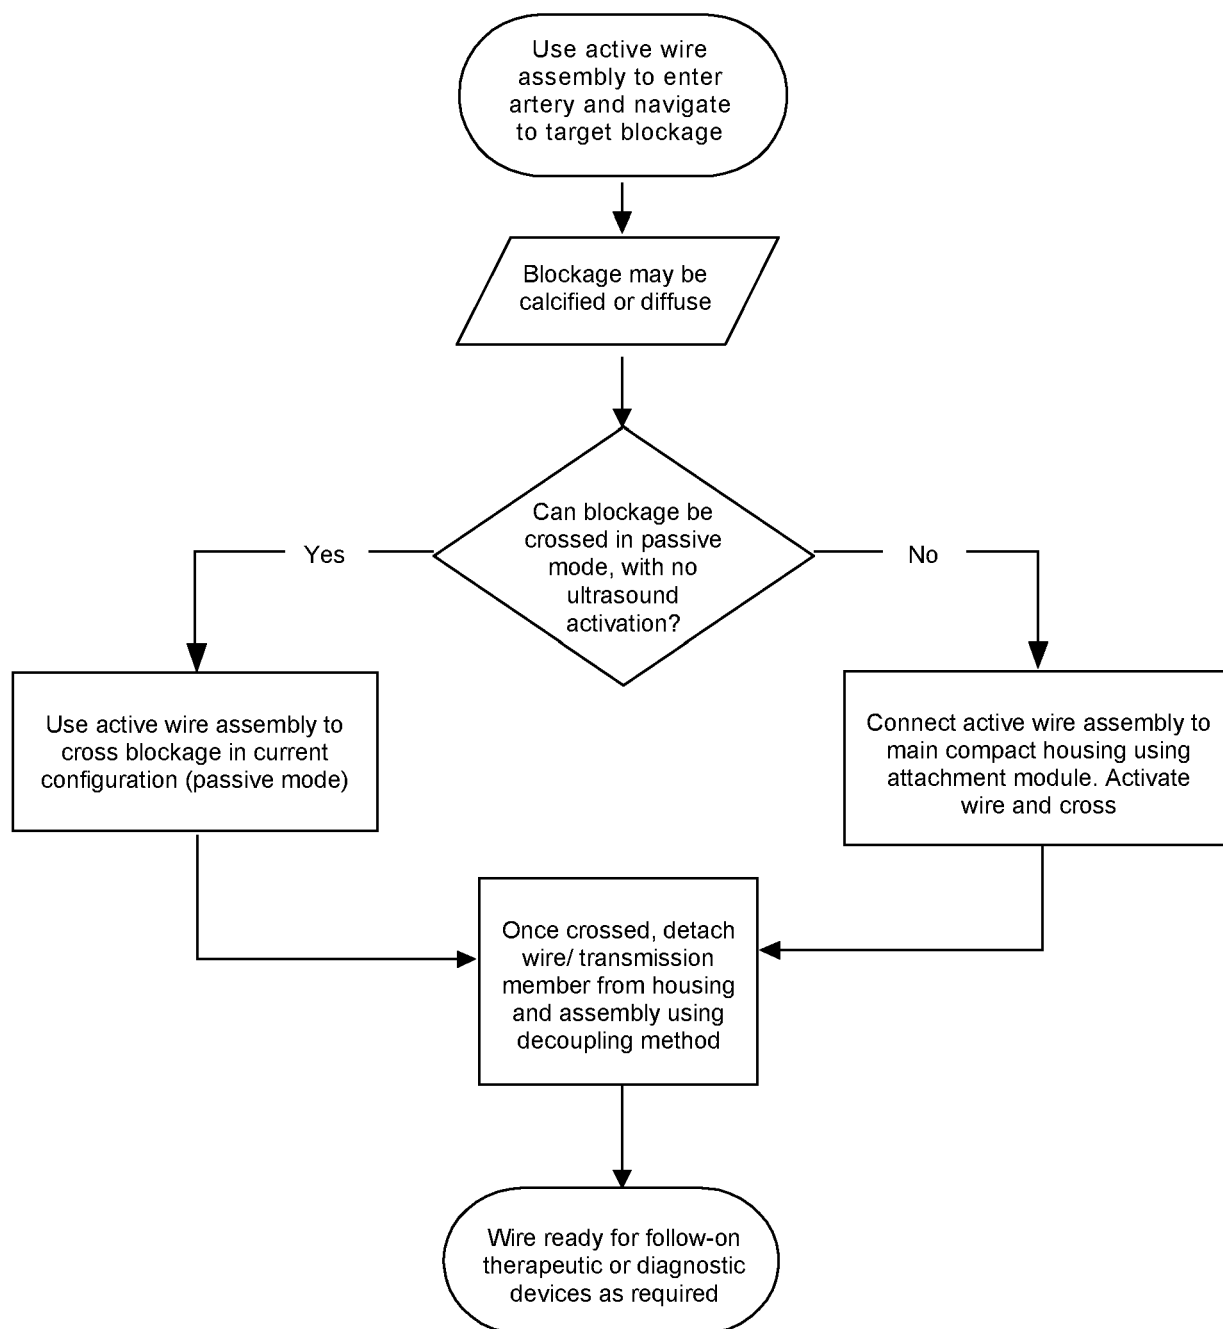 Use active wire
assembly to enter
artery and navigate
to target blockage
Blockage may be
calcified or diffuse
Can blockage be
crossed in passive
mode, with no
ultrasound
activation?
Yes
No
Use active wire assembly to
cross blockage in current
configuration (passive mode)
Connect active wire assembly to
main compact housing using
attachment module. Activate
wire and cross
Once crossed, detach
wire/ transmission
member from housing
and assembly using
decoupling method
Wire ready for follow-on
therapeutic or diagnostic
devices as required